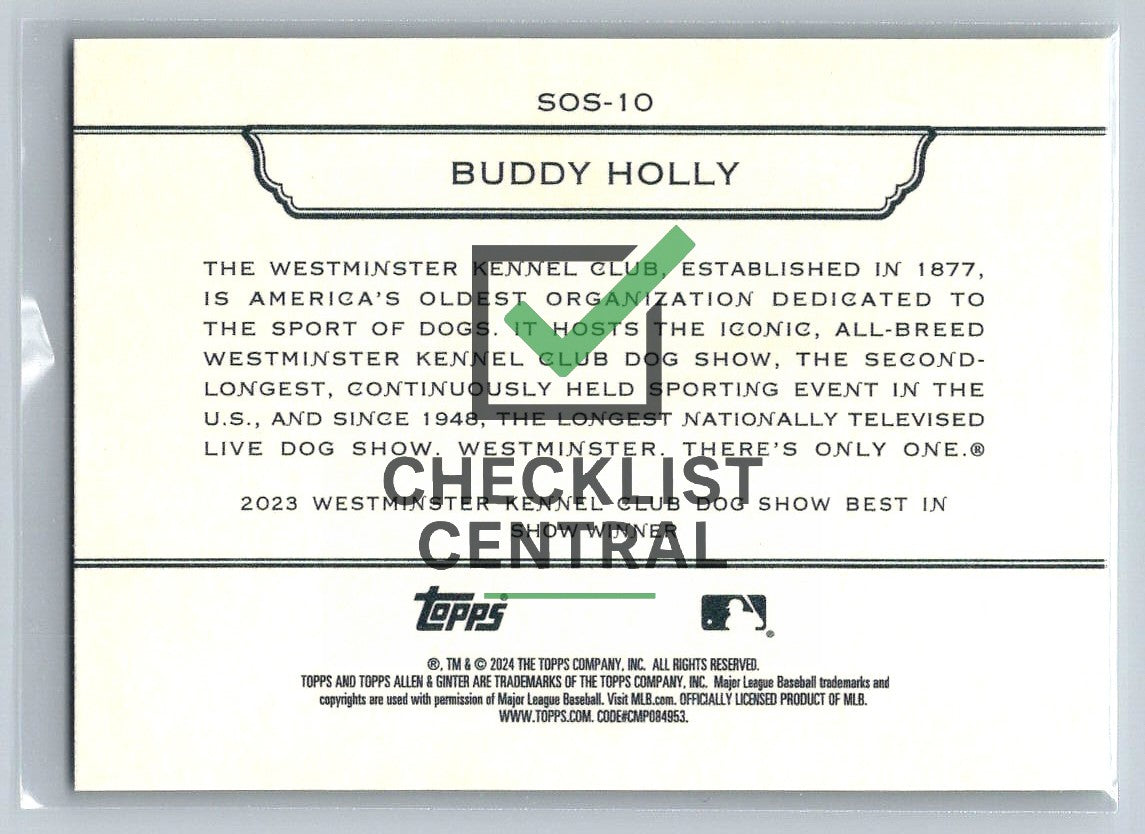 SOS-10
BUDDY HOLLY
THE WESTMINSTER KENNEL CLUB, ESTABLISHED IN 1877,
IS AMERICA'S OLDEST ORGANIZATION DEDICATED TO
THE SPORT OF DOGS. IT HOSTS THE ICONIC, ALL-BREED
WESTMINSTER KENNEL CLUB DOG SHOW, THE SECOND-
LONGEST, CONTINUOUSLY HELD SPORTING EVENT IN THE
U.S., AND SINCE 1948, THE LONGEST NATIONALLY TELEVISED
LIVE DOG SHOW. WESTMINSTER. THERE'S ONLY ONE.®
CHECKLIST
2023 WESTMINSTER KENNEL CLUB DOG SHOW BEST IN
SHOW WINNER
CENTRAL
Topps®
®, TM & © 2024 THE TOPPS COMPANY, INC. ALL RIGHTS RESERVED.
TOPPS AND TOPPS ALLEN & GINTER ARE TRADEMARKS OF THE TOPPS COMPANY, INC. Major League Baseball trademarks and
copyrights are used with permission of Major League Baseball. Visit MLB.com. OFFICIALLY LICENSED PRODUCT OF MLB.
WWW.TOPPS.COM. CODE#CMP084953.